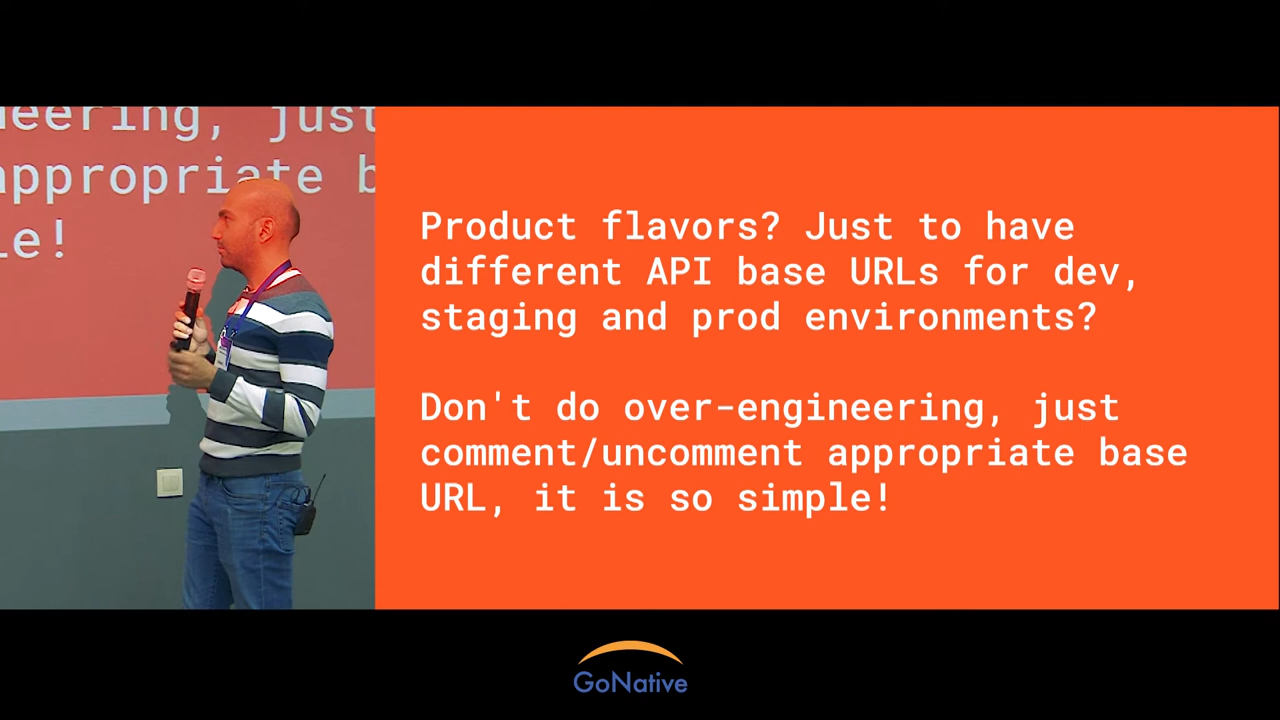 neering, just
appropriate b
le!
Product flavors? Just to have
different API base URLs for dev,
staging and prod environments?
Don't do over-engineering, just
comment/uncomment appropriate base
URL, it is so simple!
GoNative